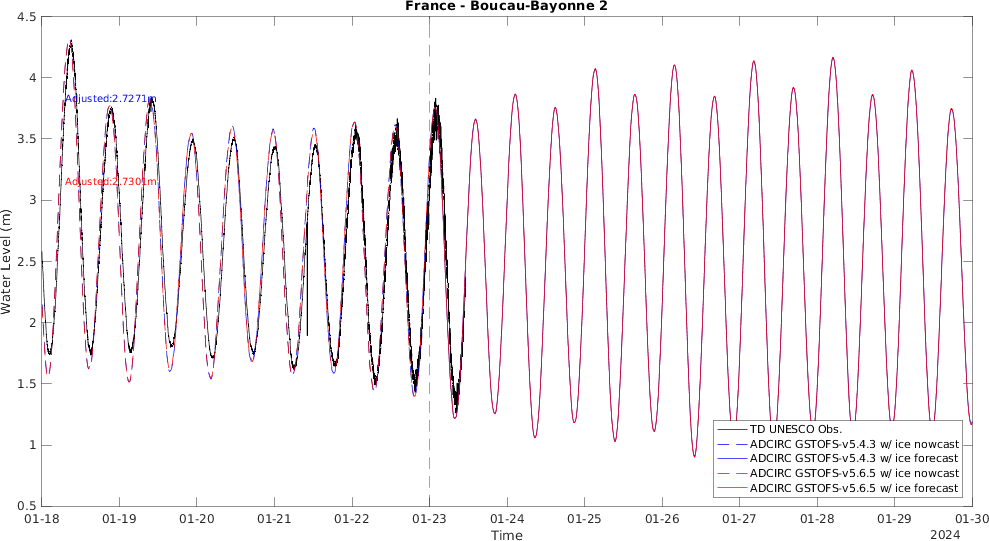 France - Boucau-Bayonne 2
4.5
4
3.5
3
2.5
2
1.5
1
0.5
Water Level (m)
Adjusted:2.7271m
Adjusted:2.7301m
TD UNESCO Obs.
ADCIRC GSTOFS-v5.4.3 w/ ice nowcast
ADCIRC GSTOFS-v5.4.3 w/ ice forecast
ADCIRC GSTOFS-v5.6.5 w/ ice nowcast
ADCIRC GSTOFS-v5.6.5 w/ ice forecast
01-18 01-19 01-20 01-21 01-22 01-23 01-24 01-25 01-26 01-27 01-28 01-29 01-30
Time
2024